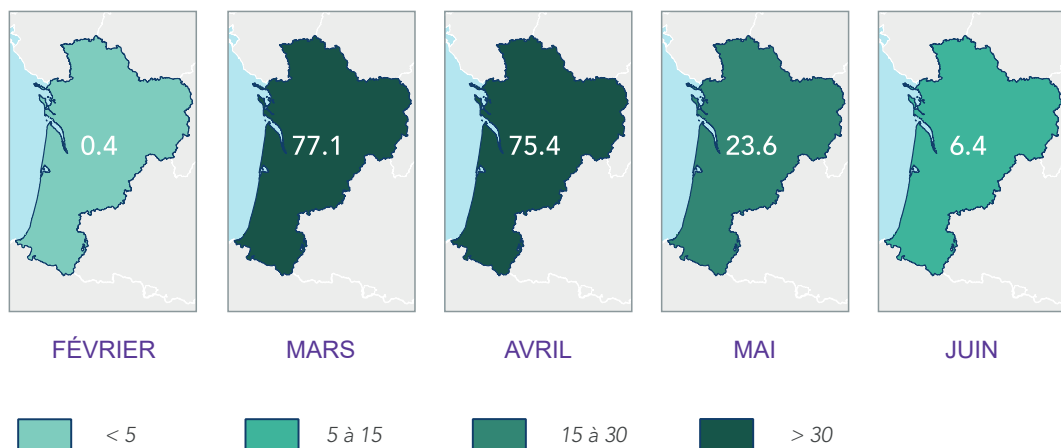 0.4 77.1 75.4 23.6 6.4
FÉVRIER MARS AVRIL MAI JUIN
< 5 5 à 15 15 à 30 > 30